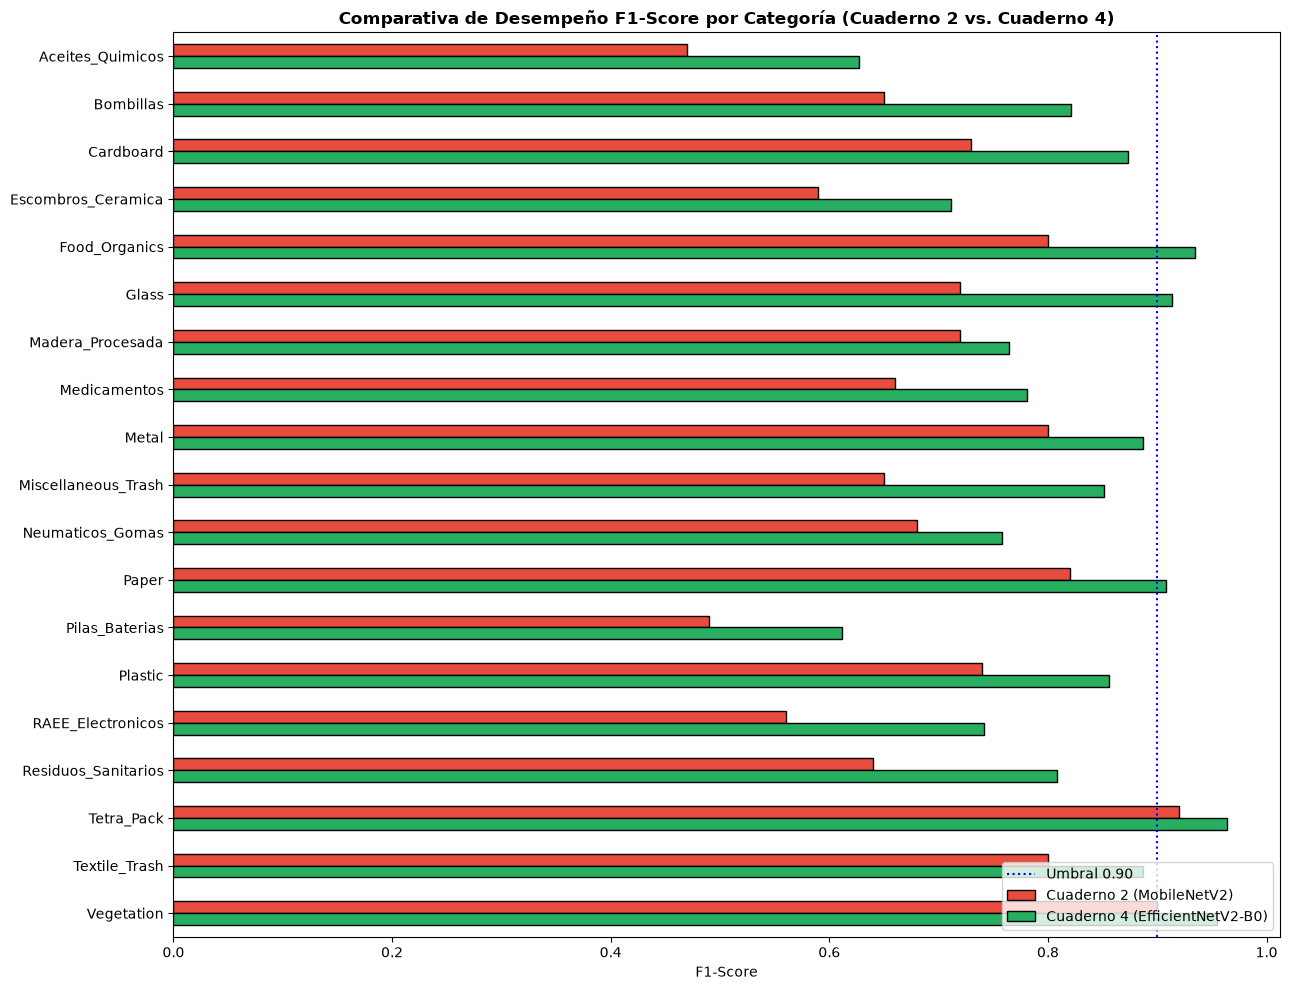 Comparativa de Desempeño F1-Score por Categoría (Cuaderno 2 vs. Cuaderno 4)
Aceites_Quimicos
Bombillas
Cardboard
Escombros_Ceramica
Food_Organics
Glass
Madera_Procesada
Medicamentos
Metal
Miscellaneous_Trash
Neumaticos_Gomas
Paper
Pilas_Baterias
Plastic
RAEE_Electronicos
Residuos_Sanitarios
Tetra_Pack
Textile_Trash
Vegetation
Umbral 0.90
Cuaderno 2 (MobileNetV2)
Cuaderno 4 (EfficientNetV2-B0)
0.0 0.2 0.4 0.6 0.8 1.0
F1-Score